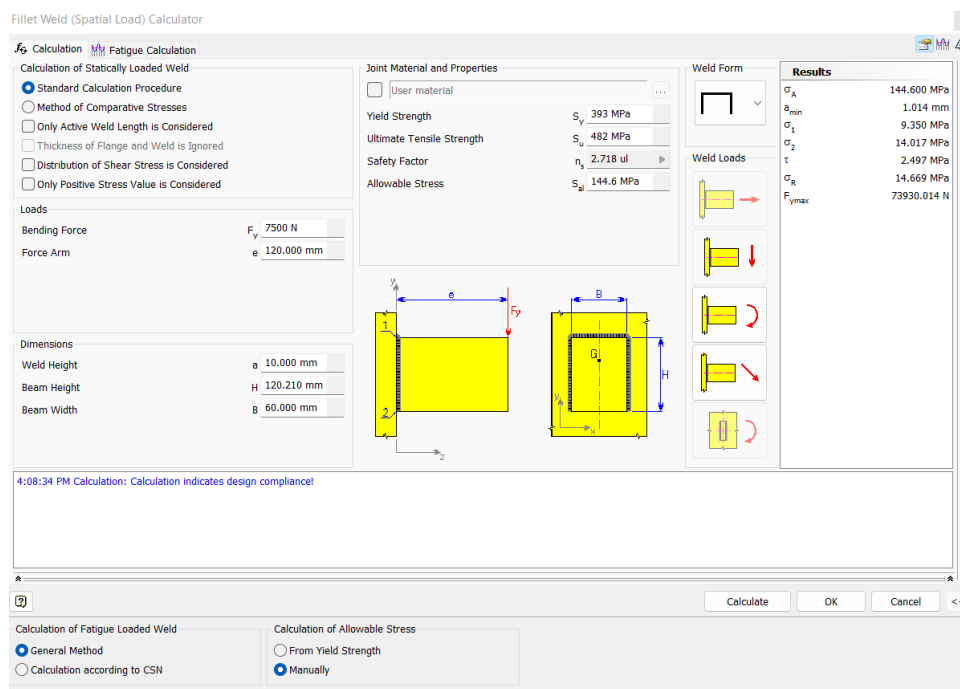 Fillet Weld (Spatial Load) Calculator
fG Calculation
Fatigue Calculation
Calculation of Statically Loaded Weld
Standard Calculation Procedure
Method of Comparative Stresses
Only Active Weld Length is Considered
Thickness of Flange and Weld is Ignored
Distribution of Shear Stress is Considered
Only Positive Stress Value is Considered
Loads
Bending Force Fy 7500 N
Force Arm e 120.000 mm
Dimensions
Weld Height a 10.000 mm
Beam Height H 120.210 mm
Beam Width B 60.000 mm
Joint Material and Properties
User material ...
Yield Strength Sy 393 MPa
Ultimate Tensile Strength Su 482 MPa
Safety Factor ns 2.718 ul
Allowable Stress Sal 144.6 MPa
y
e
Fy
1
2
z
B
G
H
y
x
Weld Form
Weld Loads
Results
σA 144.600 MPa
amin 1.014 mm
σ1 9.350 MPa
σ2 14.017 MPa
τ 2.497 MPa
σR 14.669 MPa
Fymax 73930.014 N
4:08:34 PM Calculation: Calculation indicates design compliance!
Calculate OK Cancel <
Calculation of Fatigue Loaded Weld
General Method
Calculation according to CSN
Calculation of Allowable Stress
From Yield Strength
Manually